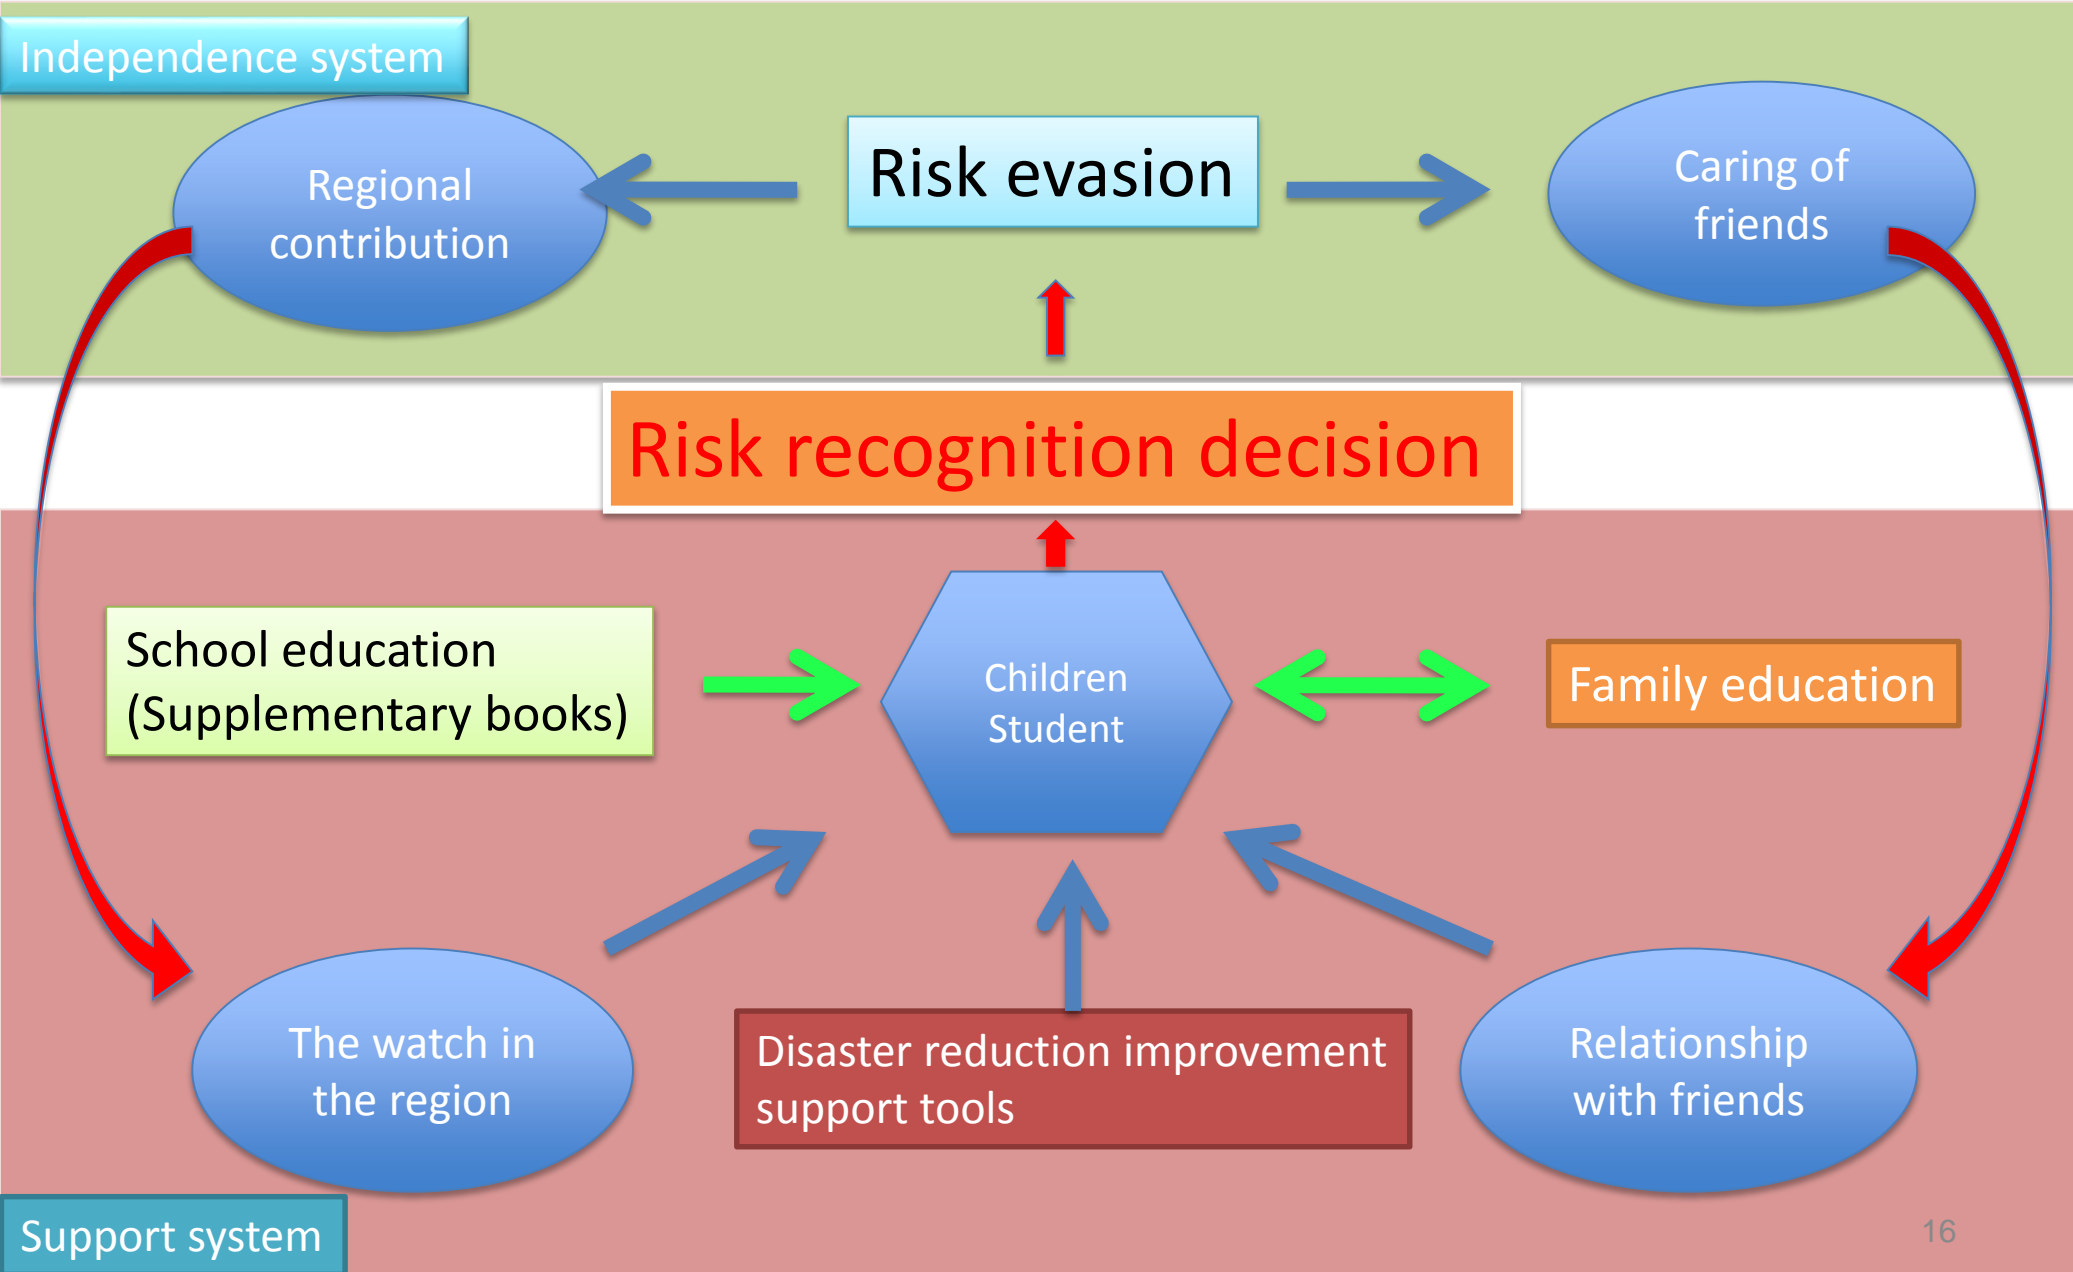 Independence system
Regional
contribution
Risk evasion
Caring of
friends
Risk recognition decision
School education
(Supplementary books)
Children
Student
Family education
The watch in
the region
Disaster reduction improvement
support tools
Relationship
with friends
Support system
16